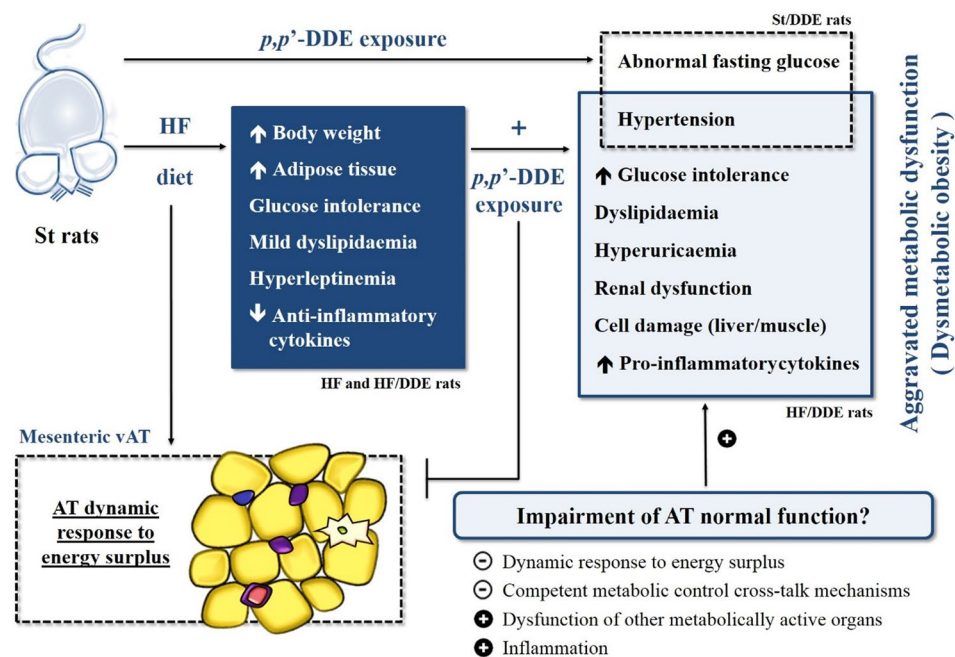 St/DDE rats
p,p’-DDE exposure
Abnormal fasting glucose
Hypertension
HF
diet
St rats
↑ Body weight
↑ Adipose tissue
Glucose intolerance
Mild dyslipidaemia
Hyperleptinemia
↓ Anti-inflammatory
cytokines
HF and HF/DDE rats
+
p,p’-DDE
exposure
↑ Glucose intolerance
Dyslipidaemia
Hyperuricaemia
Renal dysfunction
Cell damage (liver/muscle)
↑ Pro-inflammatorycytokines
HF/DDE rats
Aggravated metabolic dysfunction
( Dysmetabolic obesity )
Mesenteric vAT
AT dynamic
response to
energy surplus
+
Impairment of AT normal function?
- Dynamic response to energy surplus
- Competent metabolic control cross-talk mechanisms
+ Dysfunction of other metabolically active organs
+ Inflammation